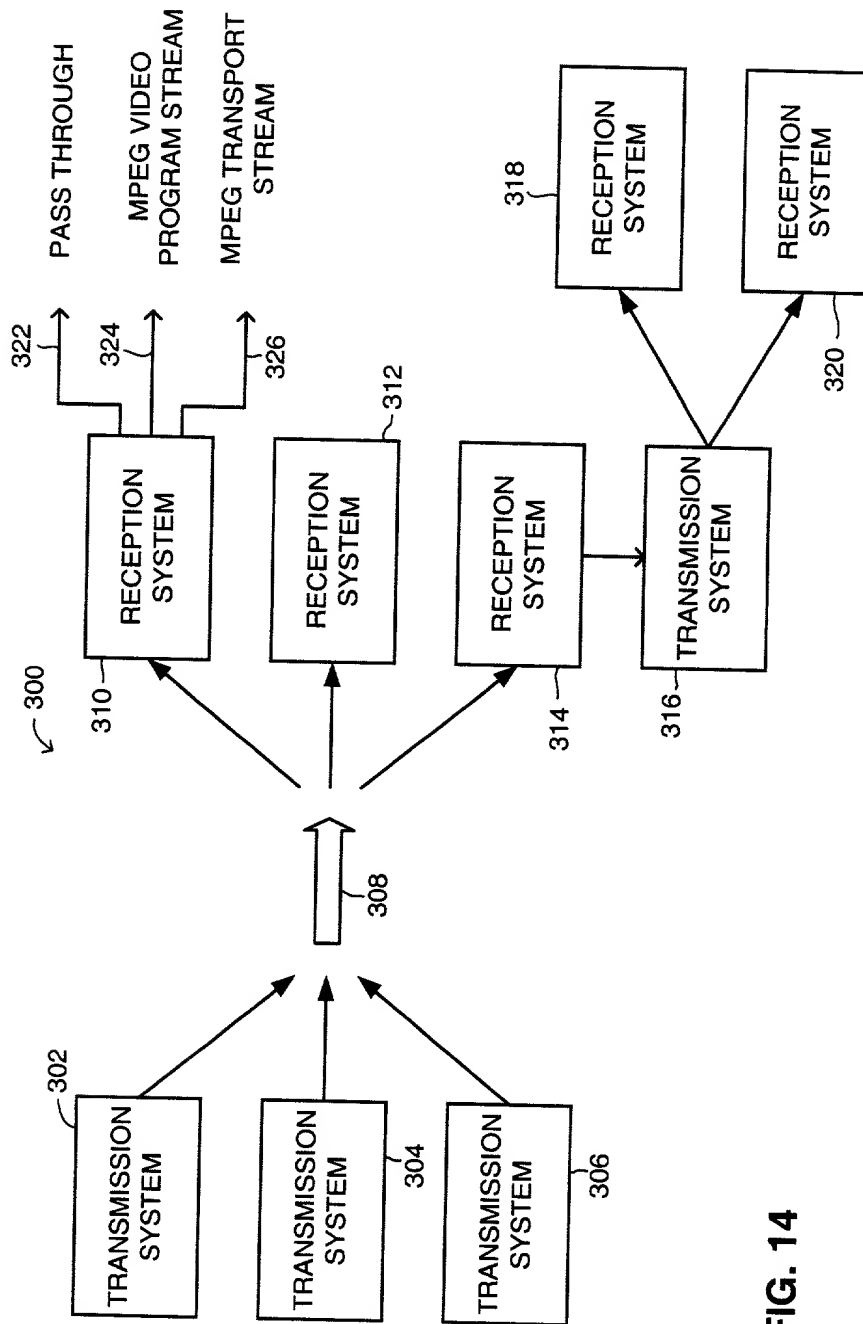 300
302
TRANSMISSION
SYSTEM
TRANSMISSION
SYSTEM
304
TRANSMISSION
SYSTEM
306
308
310
RECEPTION
SYSTEM
322
PASS THROUGH
324
MPEG VIDEO
PROGRAM STREAM
326
MPEG TRANSPORT
STREAM
RECEPTION
SYSTEM
312
RECEPTION
SYSTEM
314
TRANSMISSION
SYSTEM
316
318
RECEPTION
SYSTEM
RECEPTION
SYSTEM
320
FIG. 14